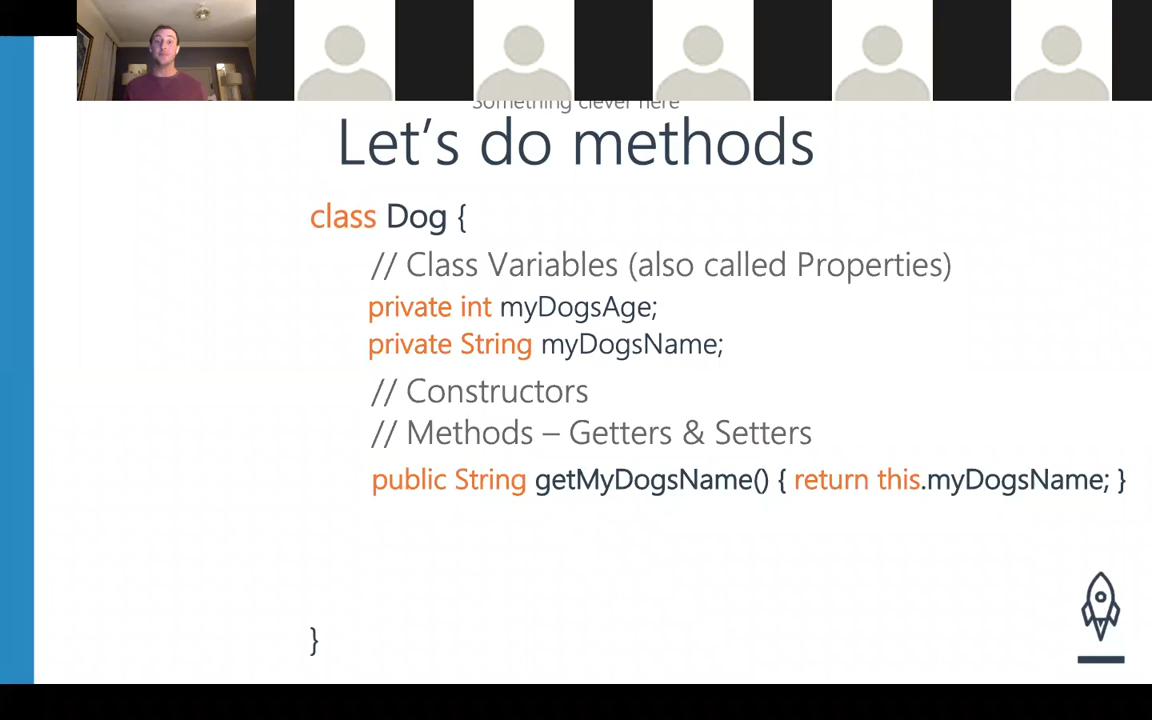 Something clever here
Let's do methods
class Dog {
// Class Variables (also called Properties)
private int myDogsAge;
private String myDogsName;
// Constructors
// Methods – Getters & Setters
public String getMyDogsName() { return this.myDogsName; }
}